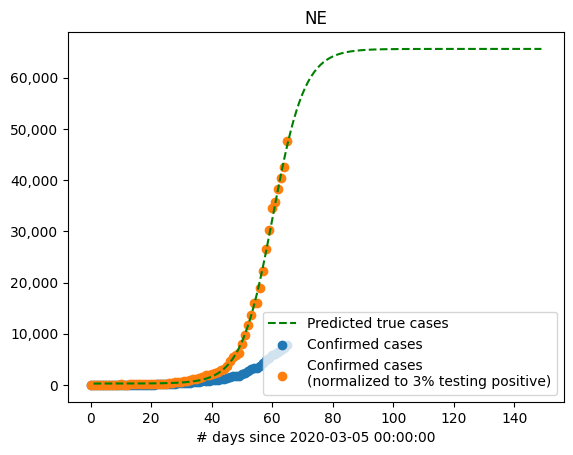 NE
60,000
50,000
40,000
30,000
20,000
10,000
0
Predicted true cases
Confirmed cases
Confirmed cases
(normalized to 3% testing positive)
0 20 40 60 80 100 120 140
# days since 2020-03-05 00:00:00